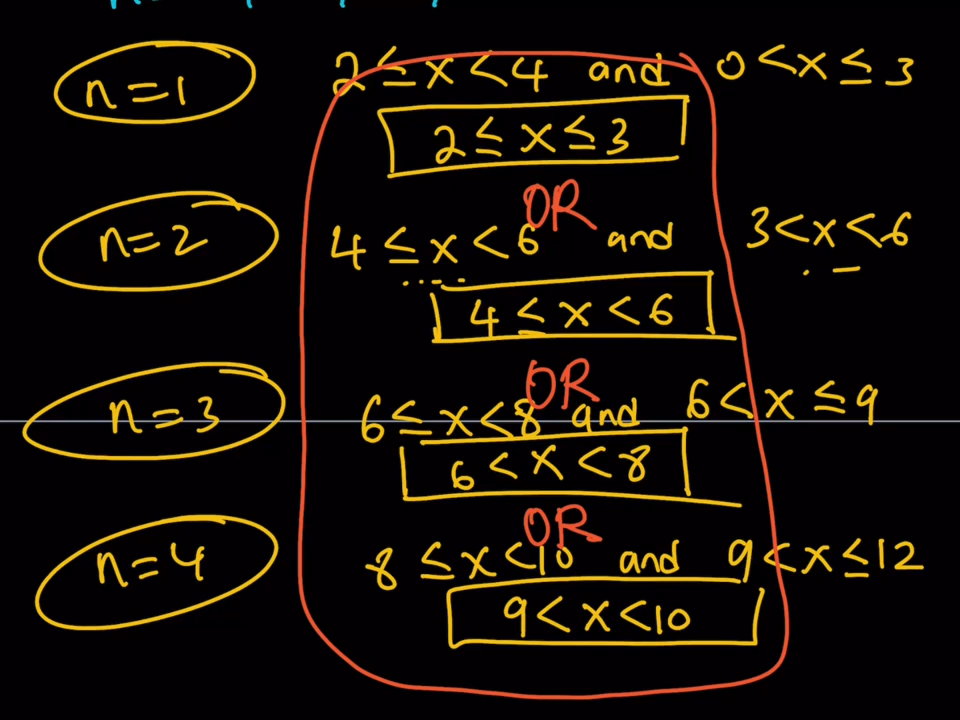 n=1 2 ≤ x < 4 and 0 < x ≤ 3
2 ≤ x ≤ 3
OR
n=2 4 ≤ x < 6 and 3 < x < 6
4 ≤ x < 6
OR
n=3 6 ≤ x < 8 and 6 < x ≤ 9
6 < x < 8
OR
n=4 8 ≤ x < 10 and 9 < x ≤ 12
9 < x < 10